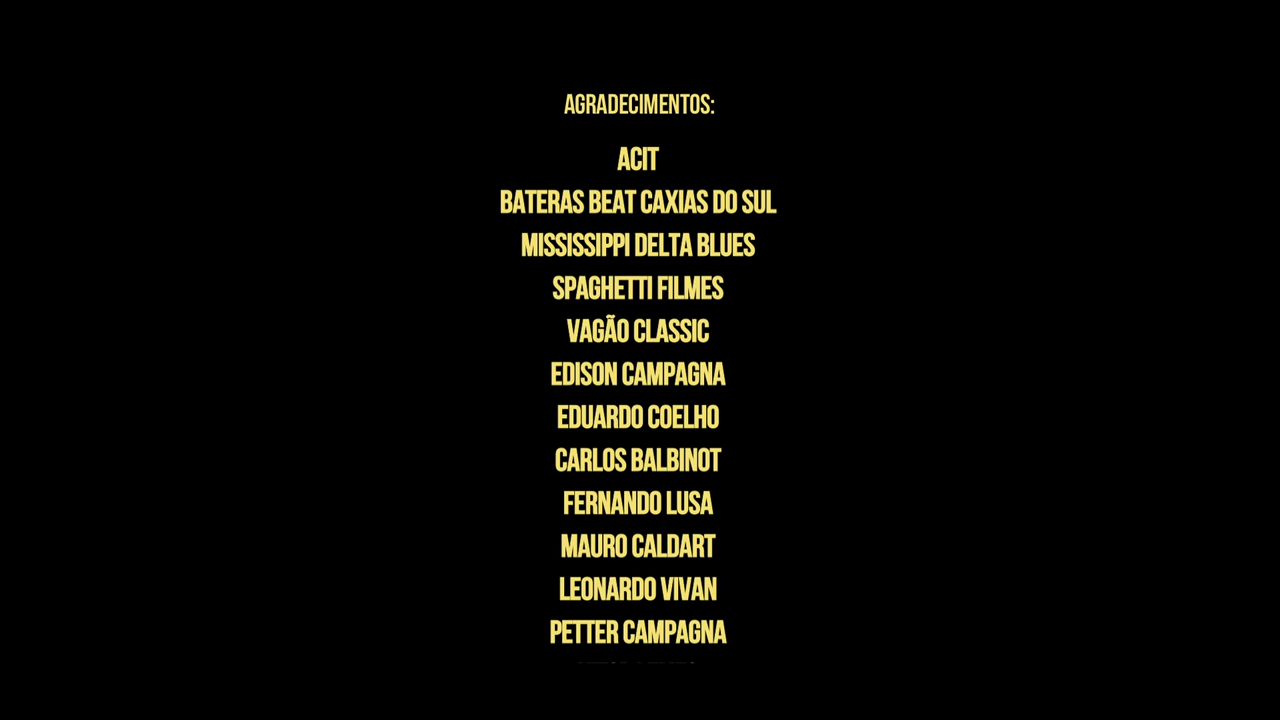 AGRADECIMENTOS:
ACIT
BATERAS BEAT CAXIAS DO SUL
MISSISSIPPI DELTA BLUES
SPAGHETTI FILMES
VAGÃO CLASSIC
EDISON CAMPAGNA
EDUARDO COELHO
CARLOS BALBINOT
FERNANDO LUSA
MAURO CALDART
LEONARDO VIVAN
PETTER CAMPAGNA